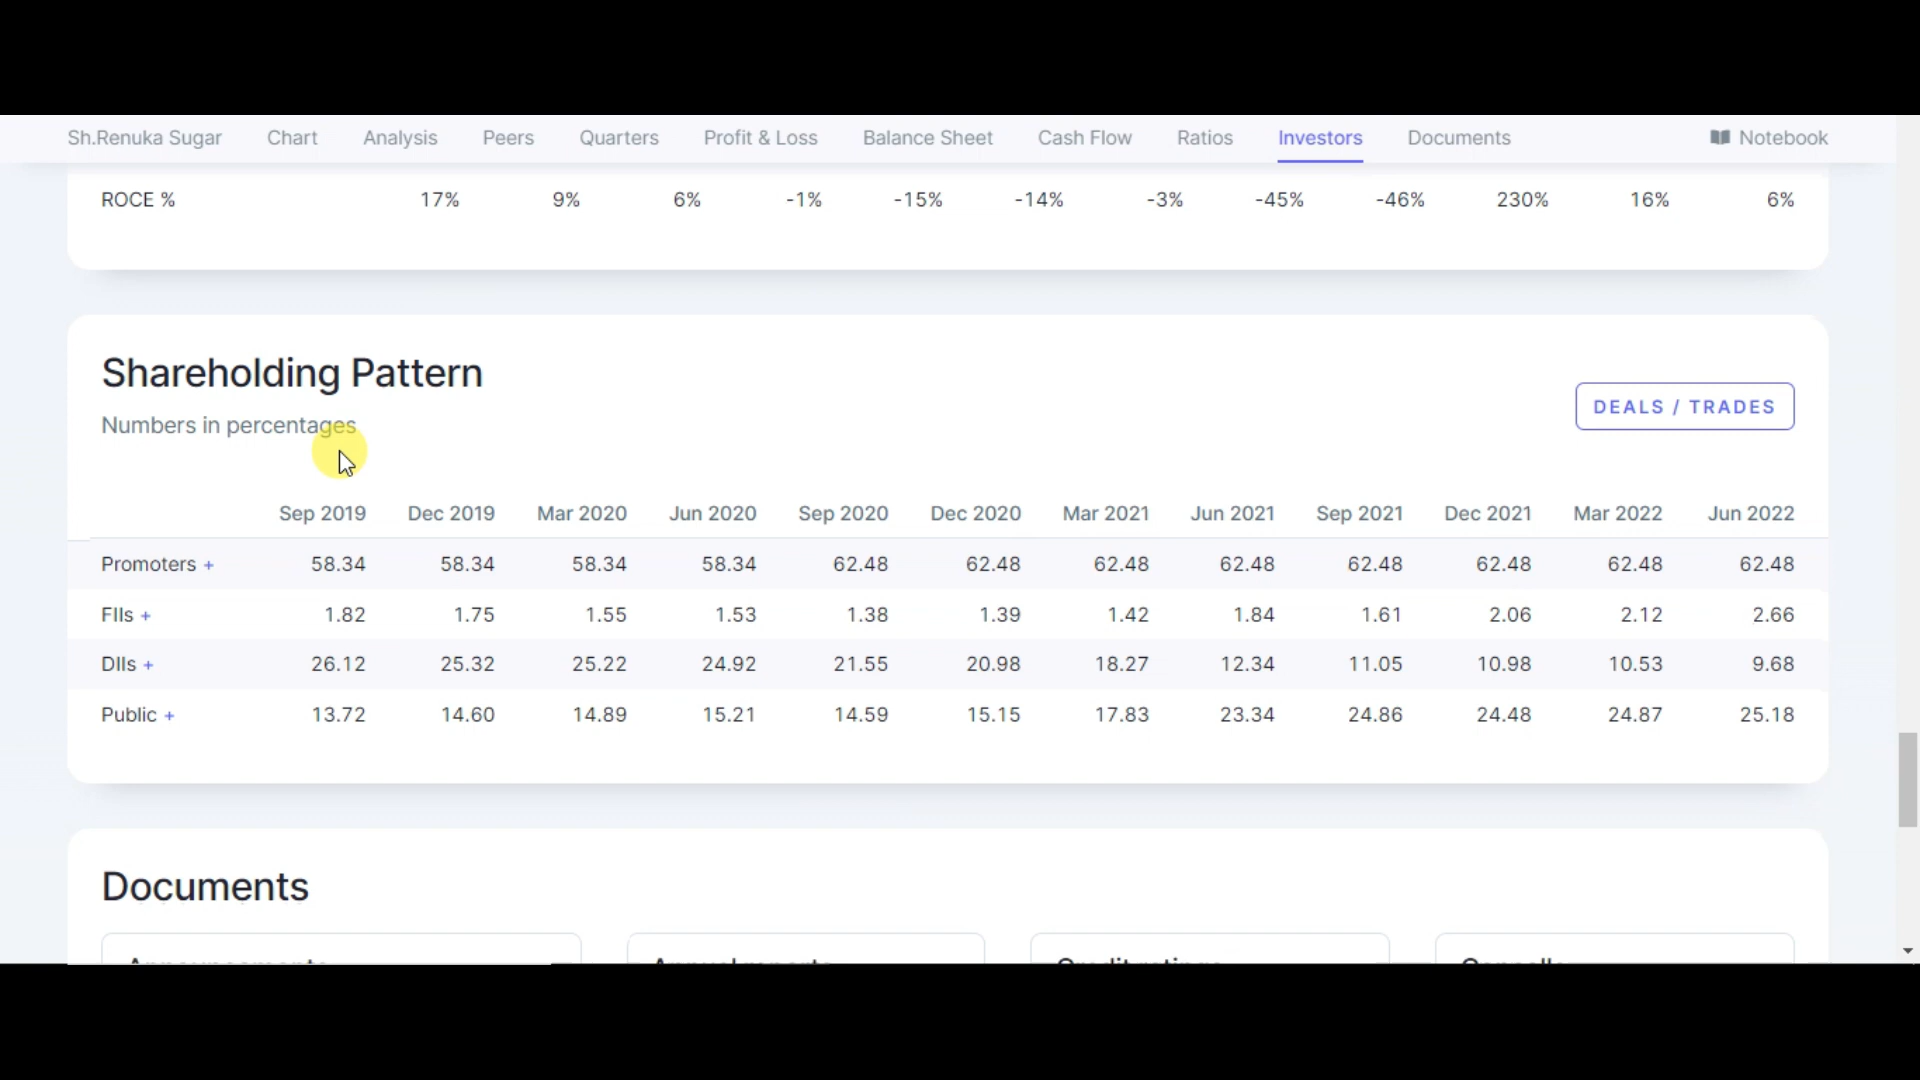 Sh.Renuka Sugar Chart Analysis Peers Quarters Profit & Loss Balance Sheet Cash Flow Ratios Investors Documents Notebook
ROCE % 17% 9% 6% -1% -15% -14% -3% -45% -46% 230% 16% 6%
Shareholding Pattern
Numbers in percentages
DEALS / TRADES
Sep 2019 Dec 2019 Mar 2020 Jun 2020 Sep 2020 Dec 2020 Mar 2021 Jun 2021 Sep 2021 Dec 2021 Mar 2022 Jun 2022
Promoters + 58.34 58.34 58.34 58.34 62.48 62.48 62.48 62.48 62.48 62.48 62.48 62.48
FIIs + 1.82 1.75 1.55 1.53 1.38 1.39 1.42 1.84 1.61 2.06 2.12 2.66
DIIs + 26.12 25.32 25.22 24.92 21.55 20.98 18.27 12.34 11.05 10.98 10.53 9.68
Public + 13.72 14.60 14.89 15.21 14.59 15.15 17.83 23.34 24.86 24.48 24.87 25.18
Documents